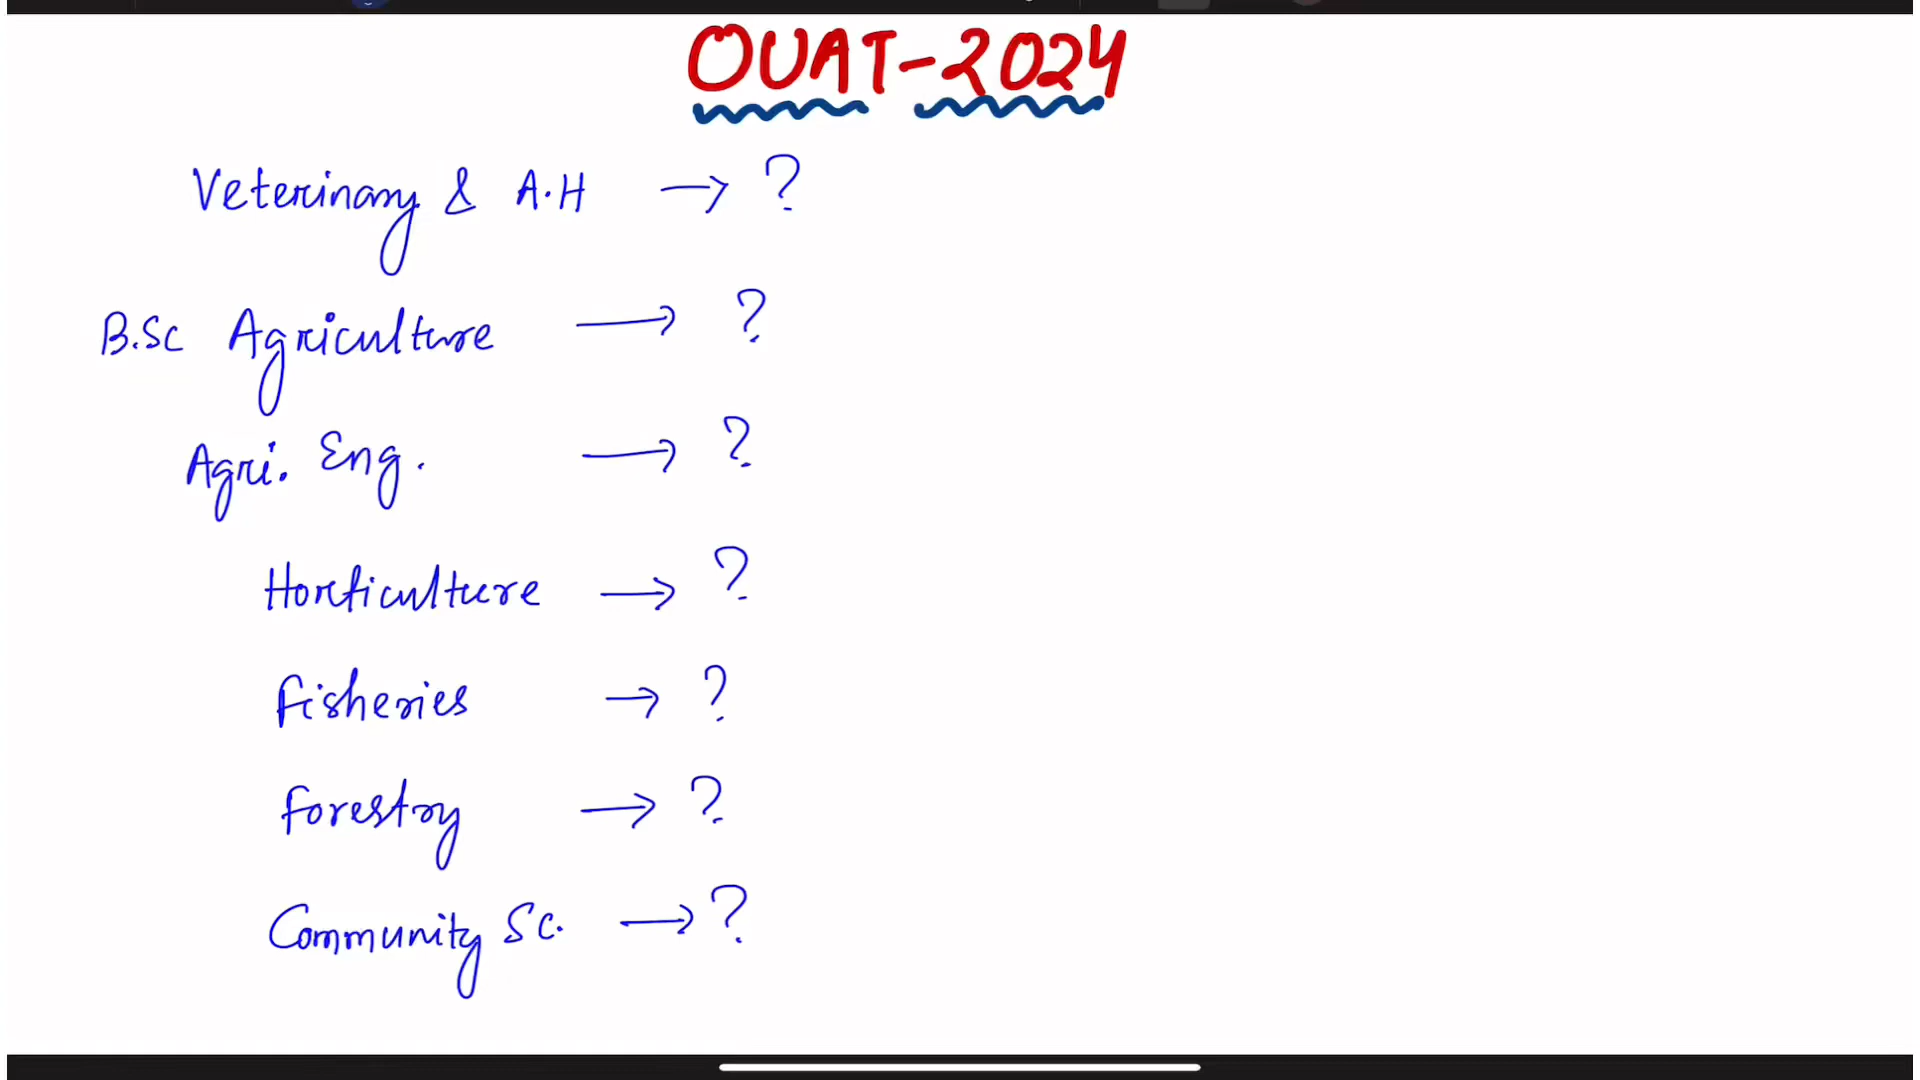 OUAT-2024
Veterinary & A.H → ?
B.Sc Agriculture → ?
Agri. Eng. → ?
Horticulture → ?
Fisheries → ?
Forestry → ?
Community Sc. → ?